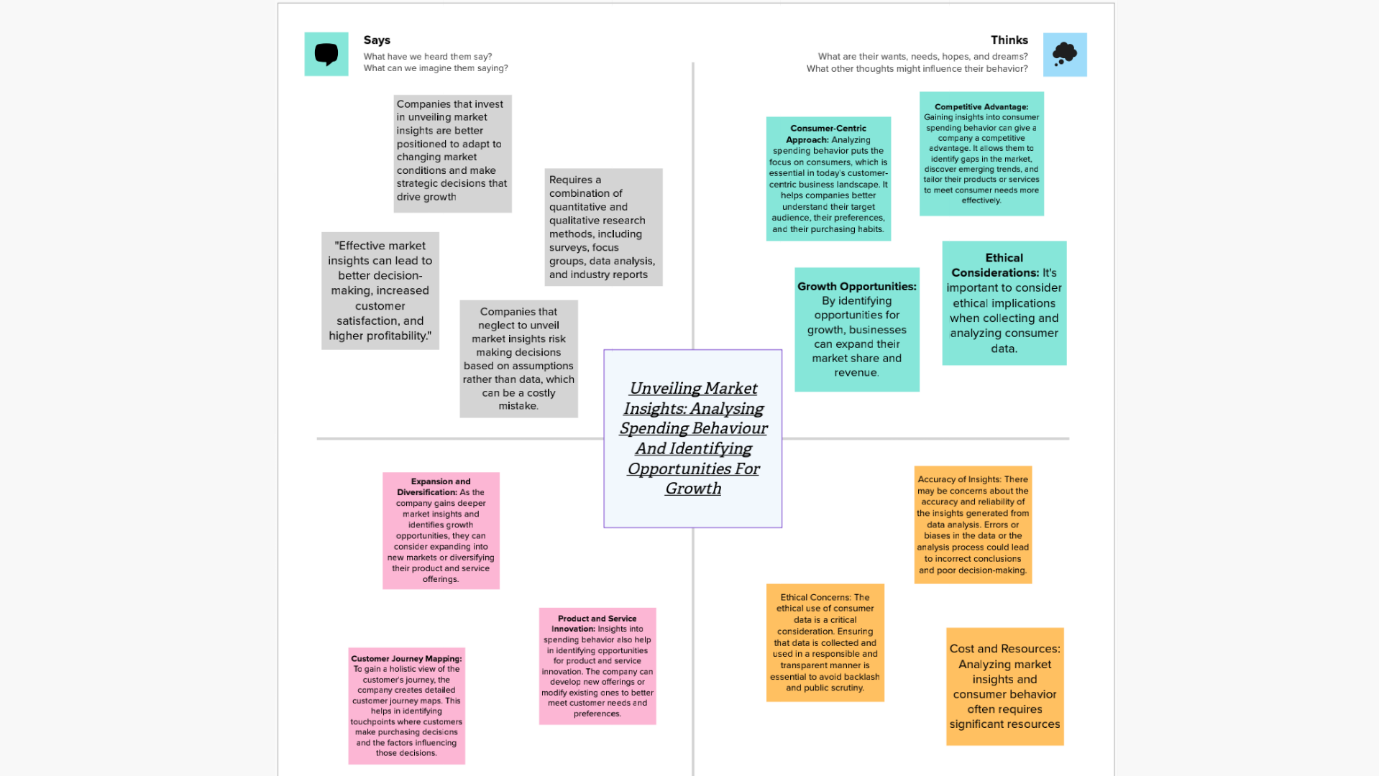 Says
What have we heard them say?
What can we imagine them saying?
Thinks
What are their wants, needs, hopes, and dreams?
What other thoughts might influence their behavior?
Companies that invest
in unveiling market
insights are better
positioned to adapt to
changing market
conditions and make
strategic decisions that
drive growth
Requires a
combination of
quantitative and
qualitative research
methods, including
surveys, focus
groups, data analysis,
and industry reports
"Effective market
insights can lead to
better decision-
making, increased
customer
satisfaction, and
higher profitability."
Companies that
neglect to unveil
market insights risk
making decisions
based on assumptions
rather than data, which
can be a costly
mistake.
Consumer-Centric
Approach: Analyzing
spending behavior puts the
focus on consumers, which is
essential in today's customer-
centric business landscape. It
helps companies better
understand their target
audience, their preferences,
and their purchasing habits.
Competitive Advantage:
Gaining insights into consumer
spending behavior can give a
company a competitive
advantage. It allows them to
identify gaps in the market,
discover emerging trends, and
tailor their products or services
to meet consumer needs more
effectively.
Growth Opportunities:
By identifying
opportunities for
growth, businesses
can expand their
market share and
revenue.
Ethical
Considerations: It's
important to consider
ethical implications
when collecting and
analyzing consumer
data.
Unveiling Market
Insights: Analysing
Spending Behaviour
And Identifying
Opportunities For
Growth
Expansion and
Diversification: As the
company gains deeper
market insights and
identifies growth
opportunities, they can
consider expanding into
new markets or diversifying
their product and service
offerings.
Product and Service
Innovation: Insights into
spending behavior also help
in identifying opportunities
for product and service
innovation. The company can
develop new offerings or
modify existing ones to better
meet customer needs and
preferences.
Customer Journey Mapping:
To gain a holistic view of the
customer's journey, the
company creates detailed
customer journey maps. This
helps in identifying
touchpoints where customers
make purchasing decisions
and the factors influencing
those decisions.
Accuracy of Insights: There
may be concerns about the
accuracy and reliability of
the insights generated from
data analysis. Errors or
biases in the data or the
analysis process could lead
to incorrect conclusions
and poor decision-making.
Ethical Concerns: The
ethical use of consumer
data is a critical
consideration. Ensuring
that data is collected and
used in a responsible and
transparent manner is
essential to avoid backlash
and public scrutiny.
Cost and Resources:
Analyzing market
insights and
consumer behavior
often requires
significant resources